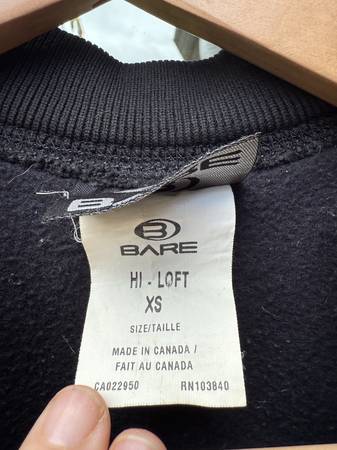 BARE
HI - LOFT
XS
SIZE/TAILLE
MADE IN CANADA /
FAIT AU CANADA
CA022950 RN103840